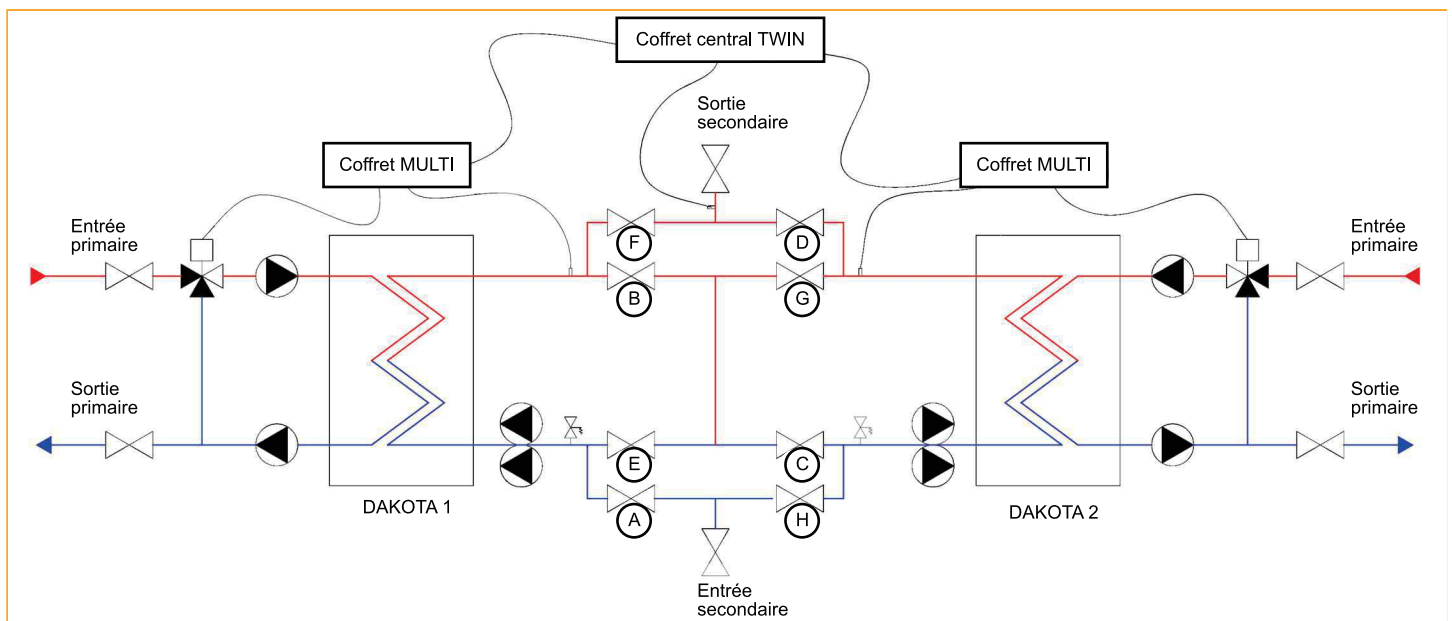 Coffret central TWIN
Sortie
secondaire
Coffret MULTI
Coffret MULTI
Entrée
primaire
F
D
Entrée
primaire
B
G
Sortie
primaire
Sortie
primaire
E
C
DAKOTA 1
A
H
DAKOTA 2
Entrée
secondaire